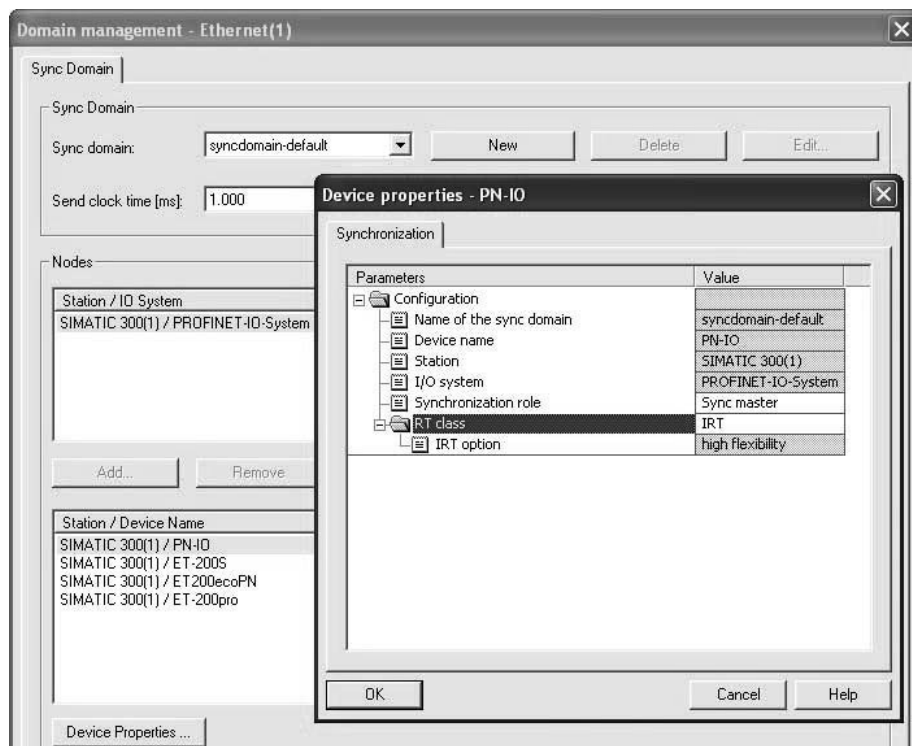 Domain management - Ethernet(1)
Sync Domain
Sync Domain
Sync domain:
syncdomain-default
New
Delete
Edit...
Send clock time [ms]:
1.000
Device properties - PN-IO
Synchronization
Parameters
Value
Configuration
Name of the sync domain
syncdomain-default
Device name
PN-IO
Station
SIMATIC 300(1)
I/O system
PROFINET-IO-System
Synchronization role
Sync master
RT class
IRT
IRT option
high flexibility
OK
Cancel
Help
Nodes
Station / IO System
SIMATIC 300(1) / PROFINET-IO-System
Add...
Remove
Station / Device Name
SIMATIC 300(1) / PN-IO
SIMATIC 300(1) / ET-200S
SIMATIC 300(1) / ET200ecoPN
SIMATIC 300(1) / ET-200pro
Device Properties ...